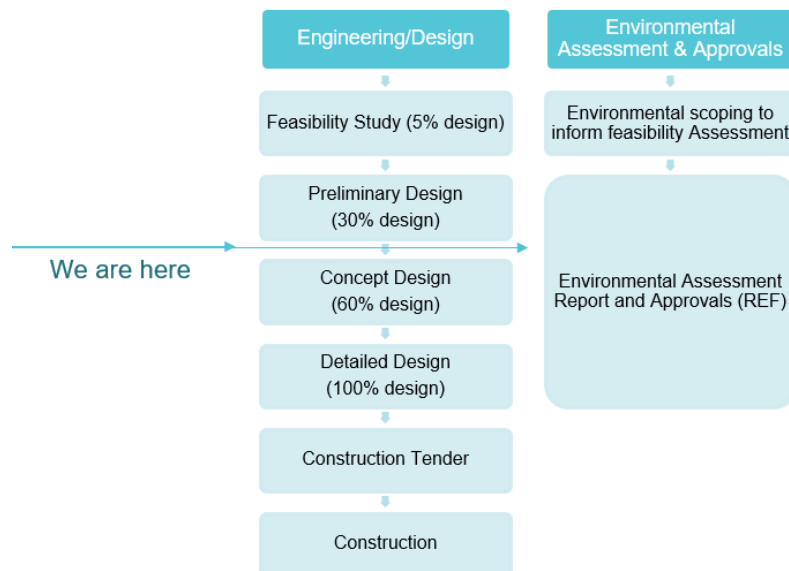 Engineering/Design
Feasibility Study (5% design)
Preliminary Design
(30% design)
We are here
Concept Design
(60% design)
Detailed Design
(100% design)
Construction Tender
Construction
Environmental
Assessment & Approvals
Environmental scoping to
inform feasibility Assessment
Environmental Assessment
Report and Approvals (REF)